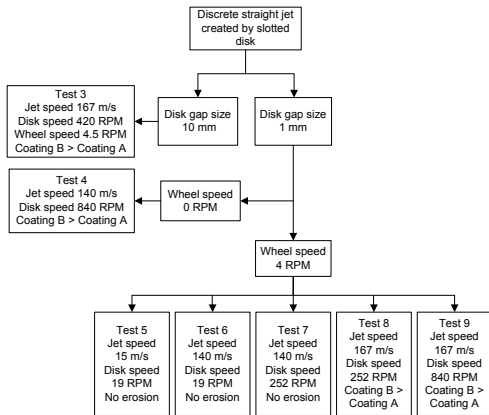 Discrete straight jet
created by slotted
disk
Test 3
Jet speed 167 m/s
Disk speed 420 RPM
Wheel speed 4.5 RPM
Coating B > Coating A
Disk gap size
10 mm
Disk gap size
1 mm
Test 4
Jet speed 140 m/s
Disk speed 840 RPM
Coating B > Coating A
Wheel speed
0 RPM
Wheel speed
4 RPM
Test 5
Jet speed
15 m/s
Disk speed
19 RPM
No erosion
Test 6
Jet speed
140 m/s
Disk speed
19 RPM
No erosion
Test 7
Jet speed
140 m/s
Disk speed
252 RPM
No erosion
Test 8
Jet speed
167 m/s
Disk speed
252 RPM
Coating B >
Coating A
Test 9
Jet speed
167 m/s
Disk speed
840 RPM
Coating B >
Coating A